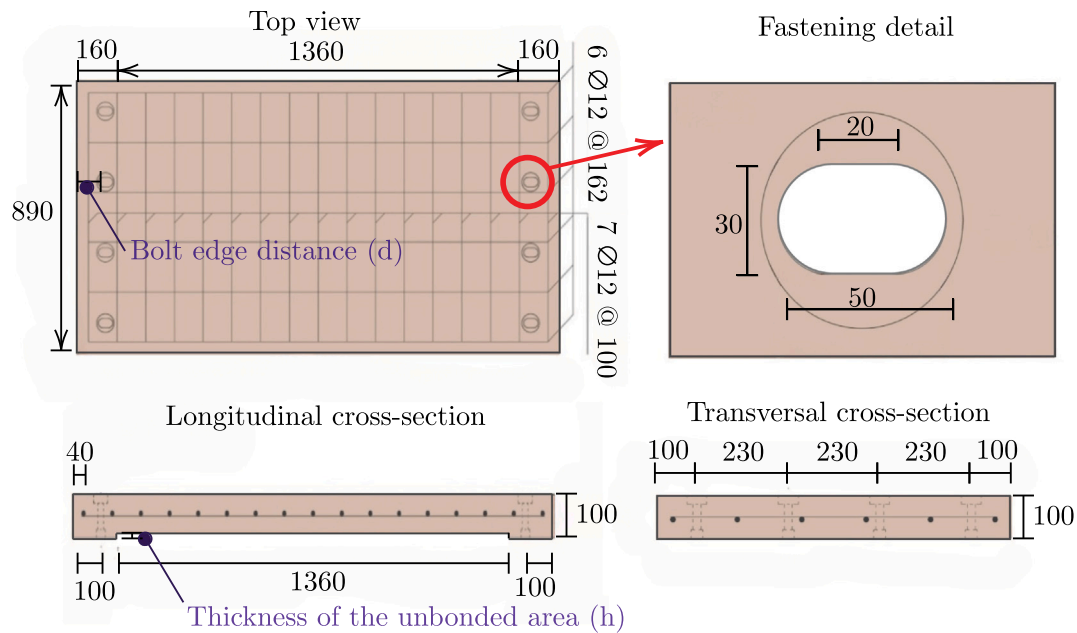 Top view
160 1360 160
890
Bolt edge distance (d)
6 Ø12 @ 162
7 Ø12 @ 100
Fastening detail
20
30
50
Longitudinal cross-section
40
100
100 1360 100
Thickness of the unbonded area (h)
Transversal cross-section
100 230 230 230 100
100